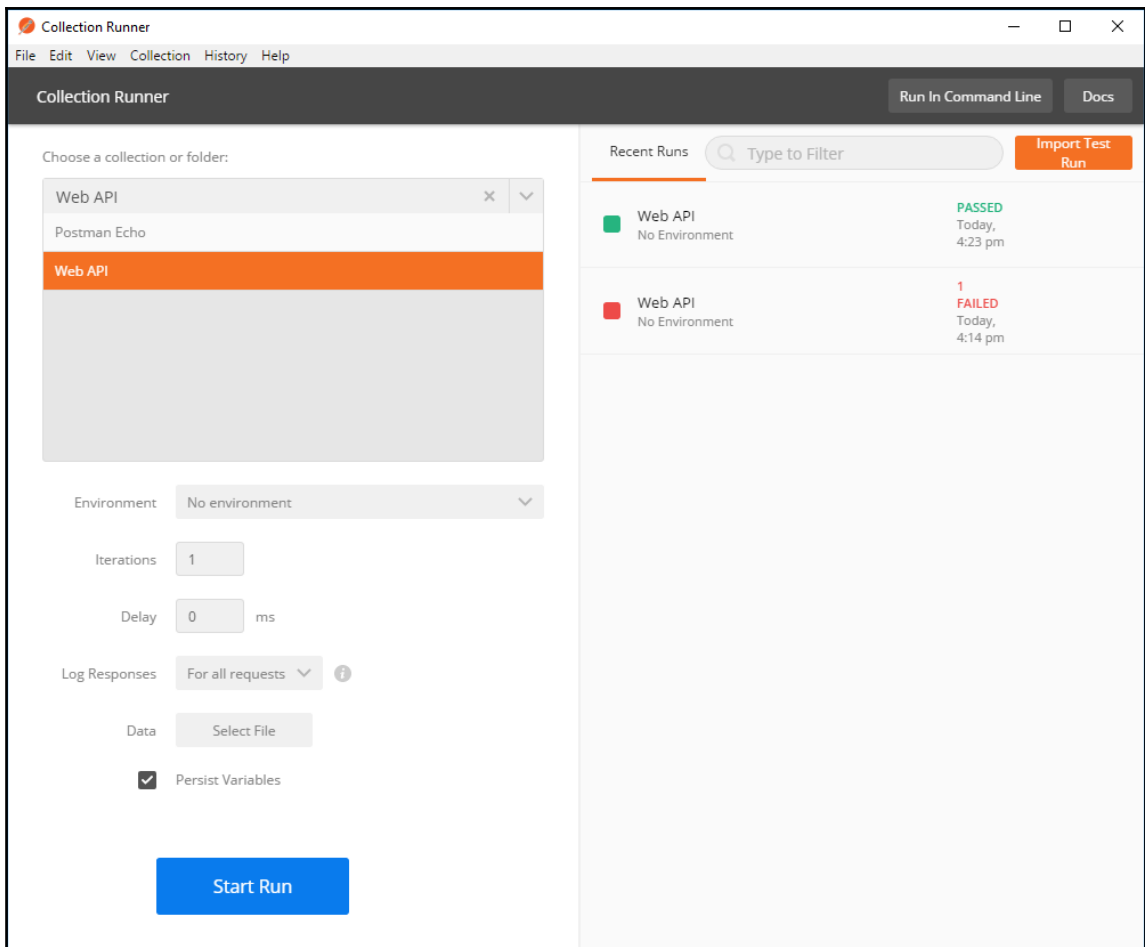 Collection Runner
File Edit View Collection History Help
Collection Runner
Run In Command Line
Docs
Choose a collection or folder:
Web API
Postman Echo
Web API
Environment
No environment
Iterations
1
Delay
0
ms
Log Responses
For all requests
i
Data
Select File
Persist Variables
Start Run
Recent Runs
Type to Filter
Import Test
Run
Web API
No Environment
PASSED
Today,
4:23 pm
Web API
No Environment
1
FAILED
Today,
4:14 pm